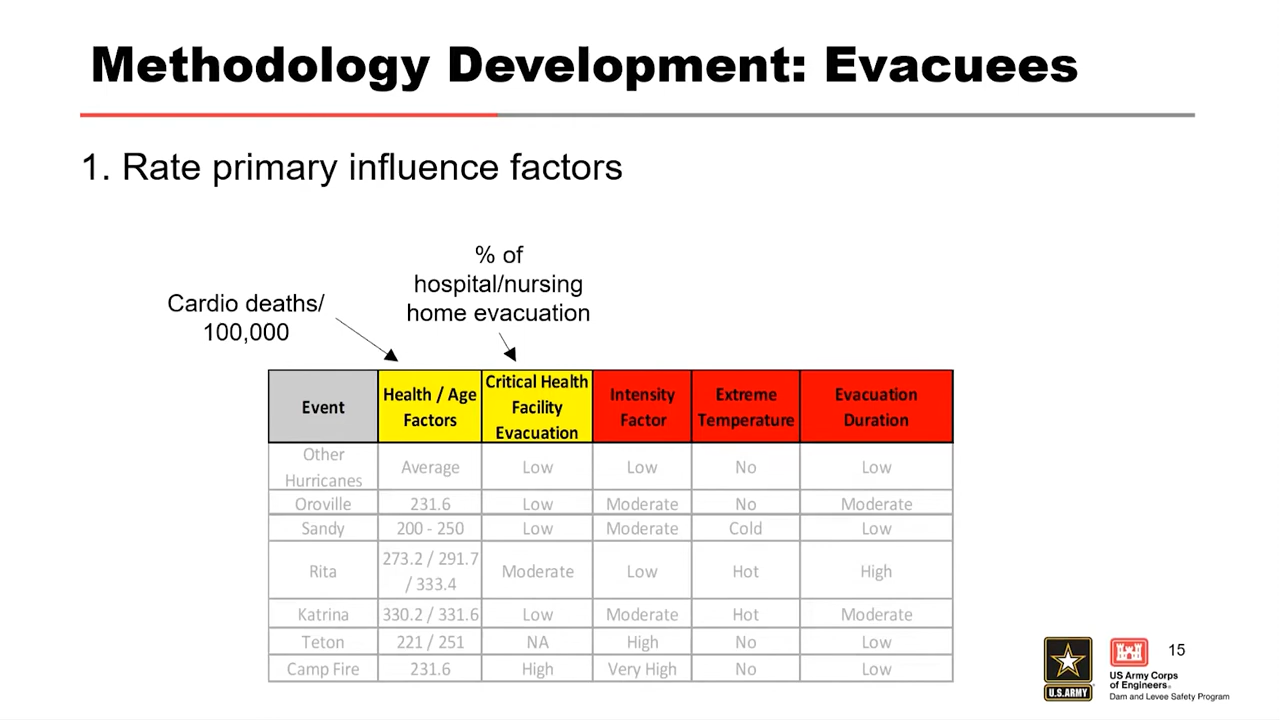 Methodology Development: Evacuees
1. Rate primary influence factors
% of
hospital/nursing
home evacuation
Cardio deaths/
100,000
Event
Health / Age
Factors
Critical Health
Facility
Evacuation
Intensity
Factor
Extreme
Temperature
Evacuation
Duration
Other
Hurricanes
Average
Low
Low
No
Low
Oroville
231.6
Low
Moderate
No
Moderate
Sandy
200 - 250
Low
Moderate
Cold
Low
Rita
273.2 / 291.7
/ 333.4
Moderate
Low
Hot
High
Katrina
330.2 / 331.6
Low
Moderate
Hot
Moderate
Teton
221 / 251
NA
High
No
Low
Camp Fire
231.6
High
Very High
No
Low
U.S.ARMY
US Army Corps
of Engineers®
Dam and Levee Safety Program
15